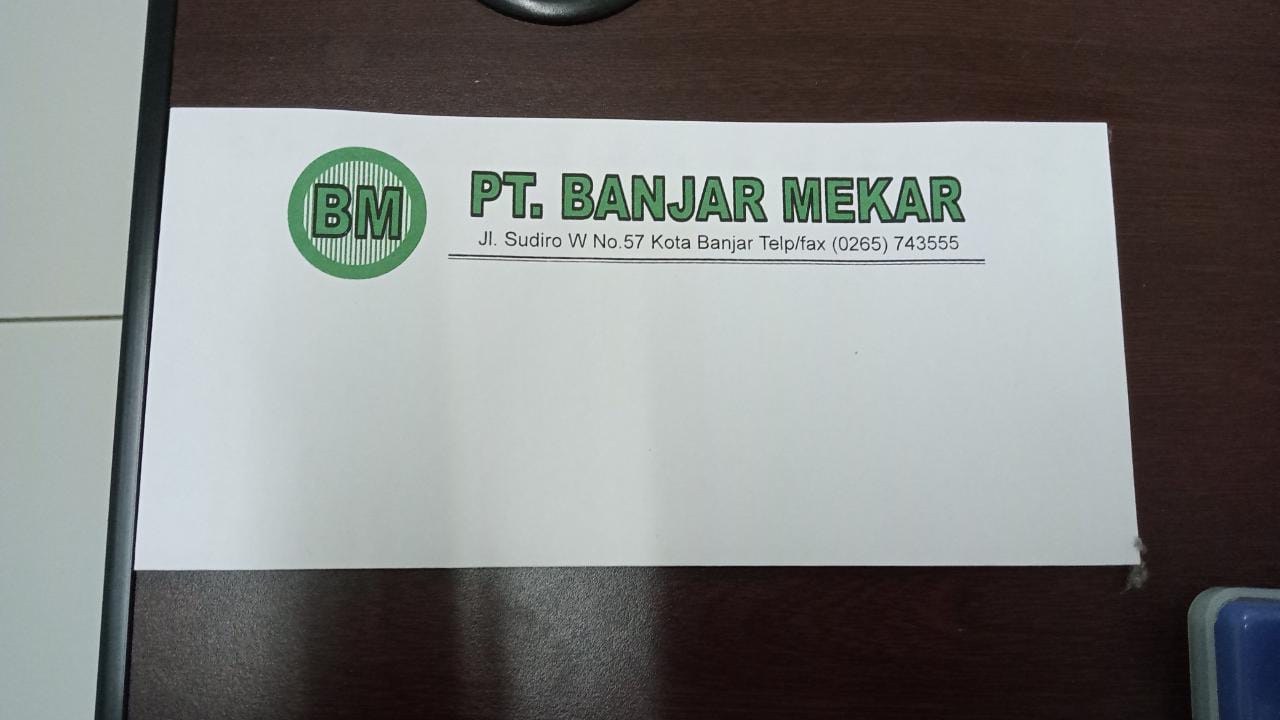 BM
PT. BANJAR MEKAR
Jl. Sudiro W No.57 Kota Banjar Telp/fax (0265) 743555